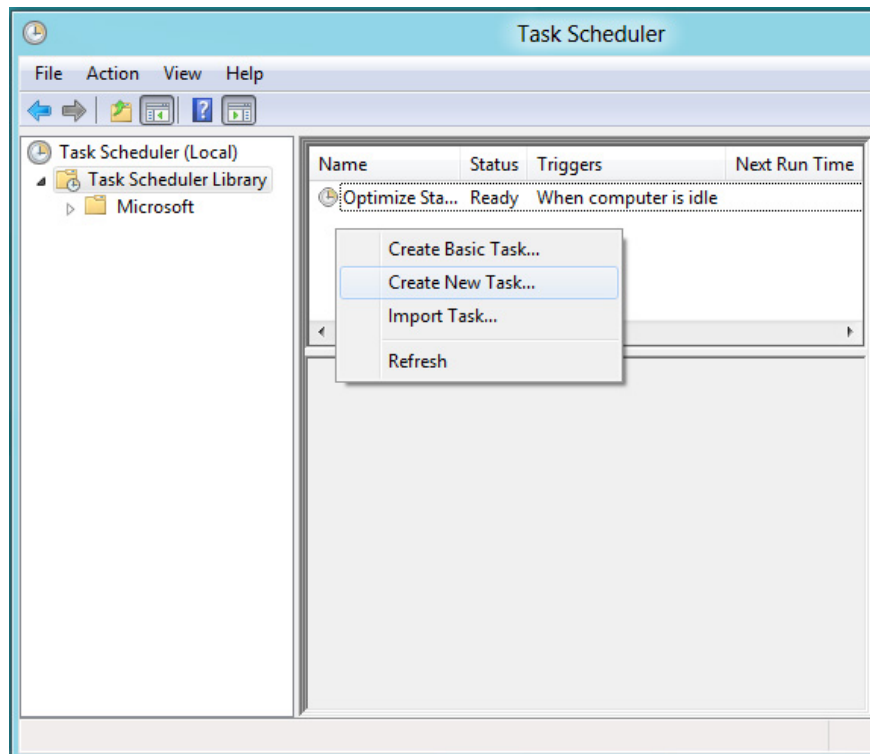 Task Scheduler
File Action View Help
Task Scheduler (Local)
Task Scheduler Library
Microsoft
Name Status Triggers Next Run Time
Optimize Sta... Ready When computer is idle
Create Basic Task...
Create New Task...
Import Task...
Refresh